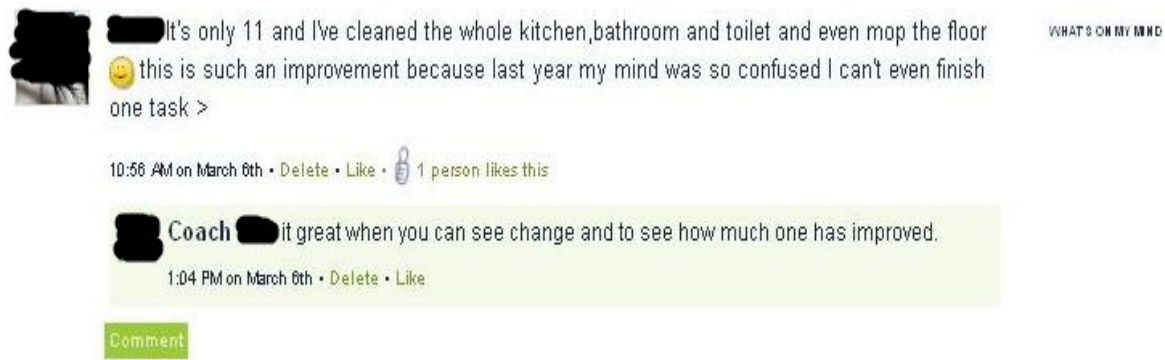 It's only 11 and I've cleaned the whole kitchen,bathroom and toilet and even mop the floor
this is such an improvement because last year my mind was so confused I can't even finish
one task >
WHAT'S ON MY MIND
10:56 AM on March 6th • Delete • Like • 1 person likes this
Coach it great when you can see change and to see how much one has improved.
1:04 PM on March 6th • Delete • Like
Comment